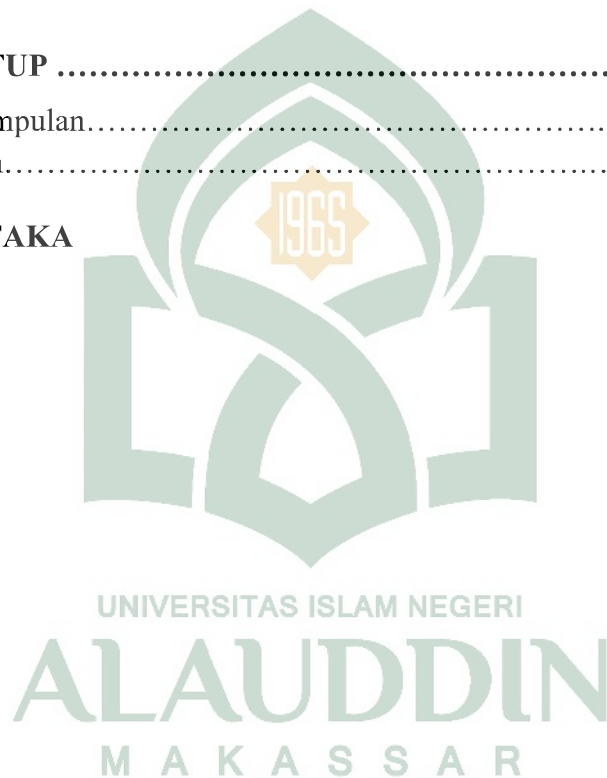 TUP ..................................................
mpulan..................................................
..................................................
TAKA
1965
UNIVERSITAS ISLAM NEGERI
ALAUDDIN
MAKASSAR